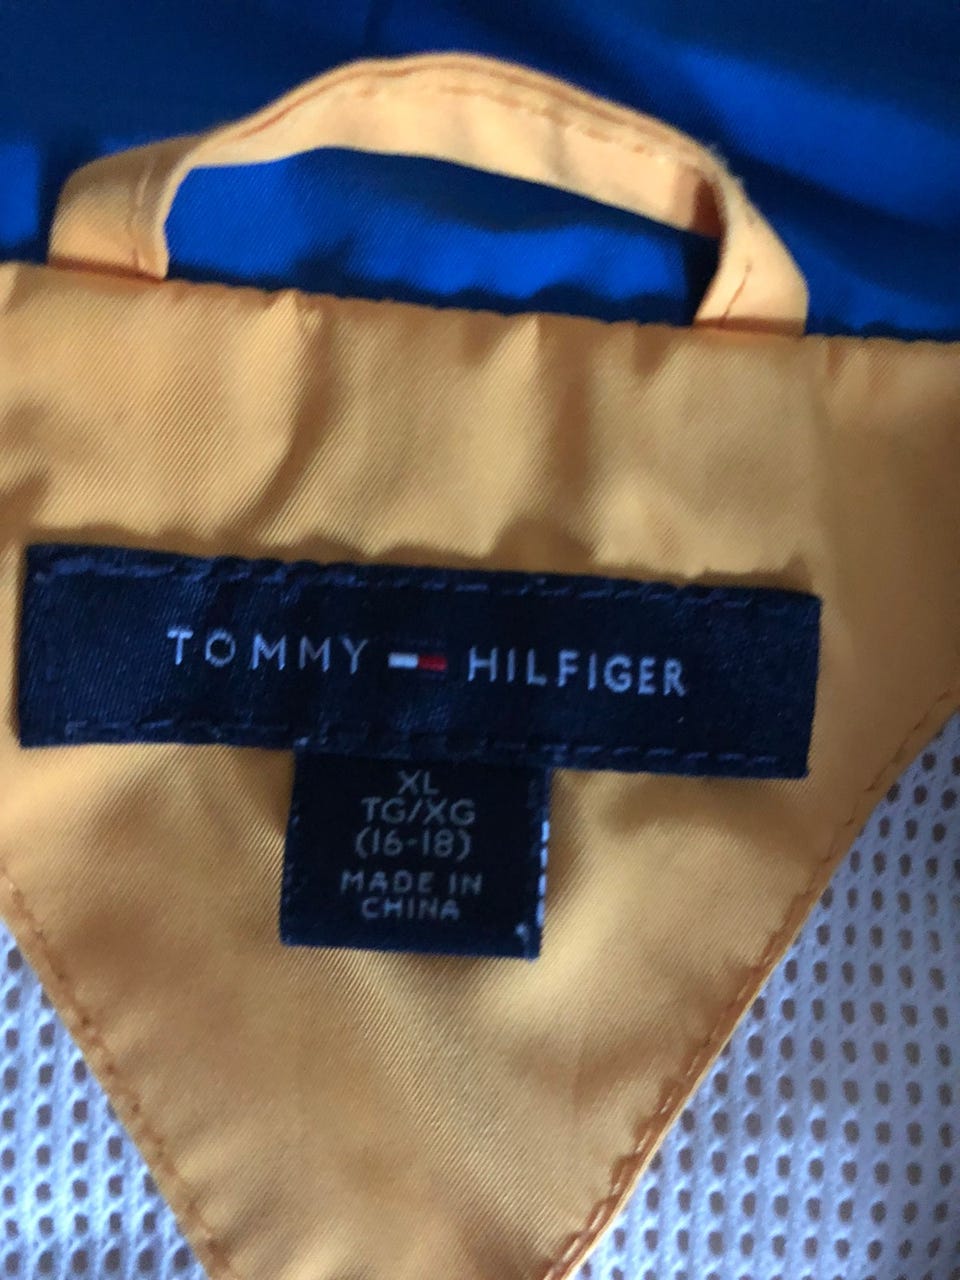 TOMMY HILFIGER
XL
TG/XG
(16-18)
MADE IN
CHINA